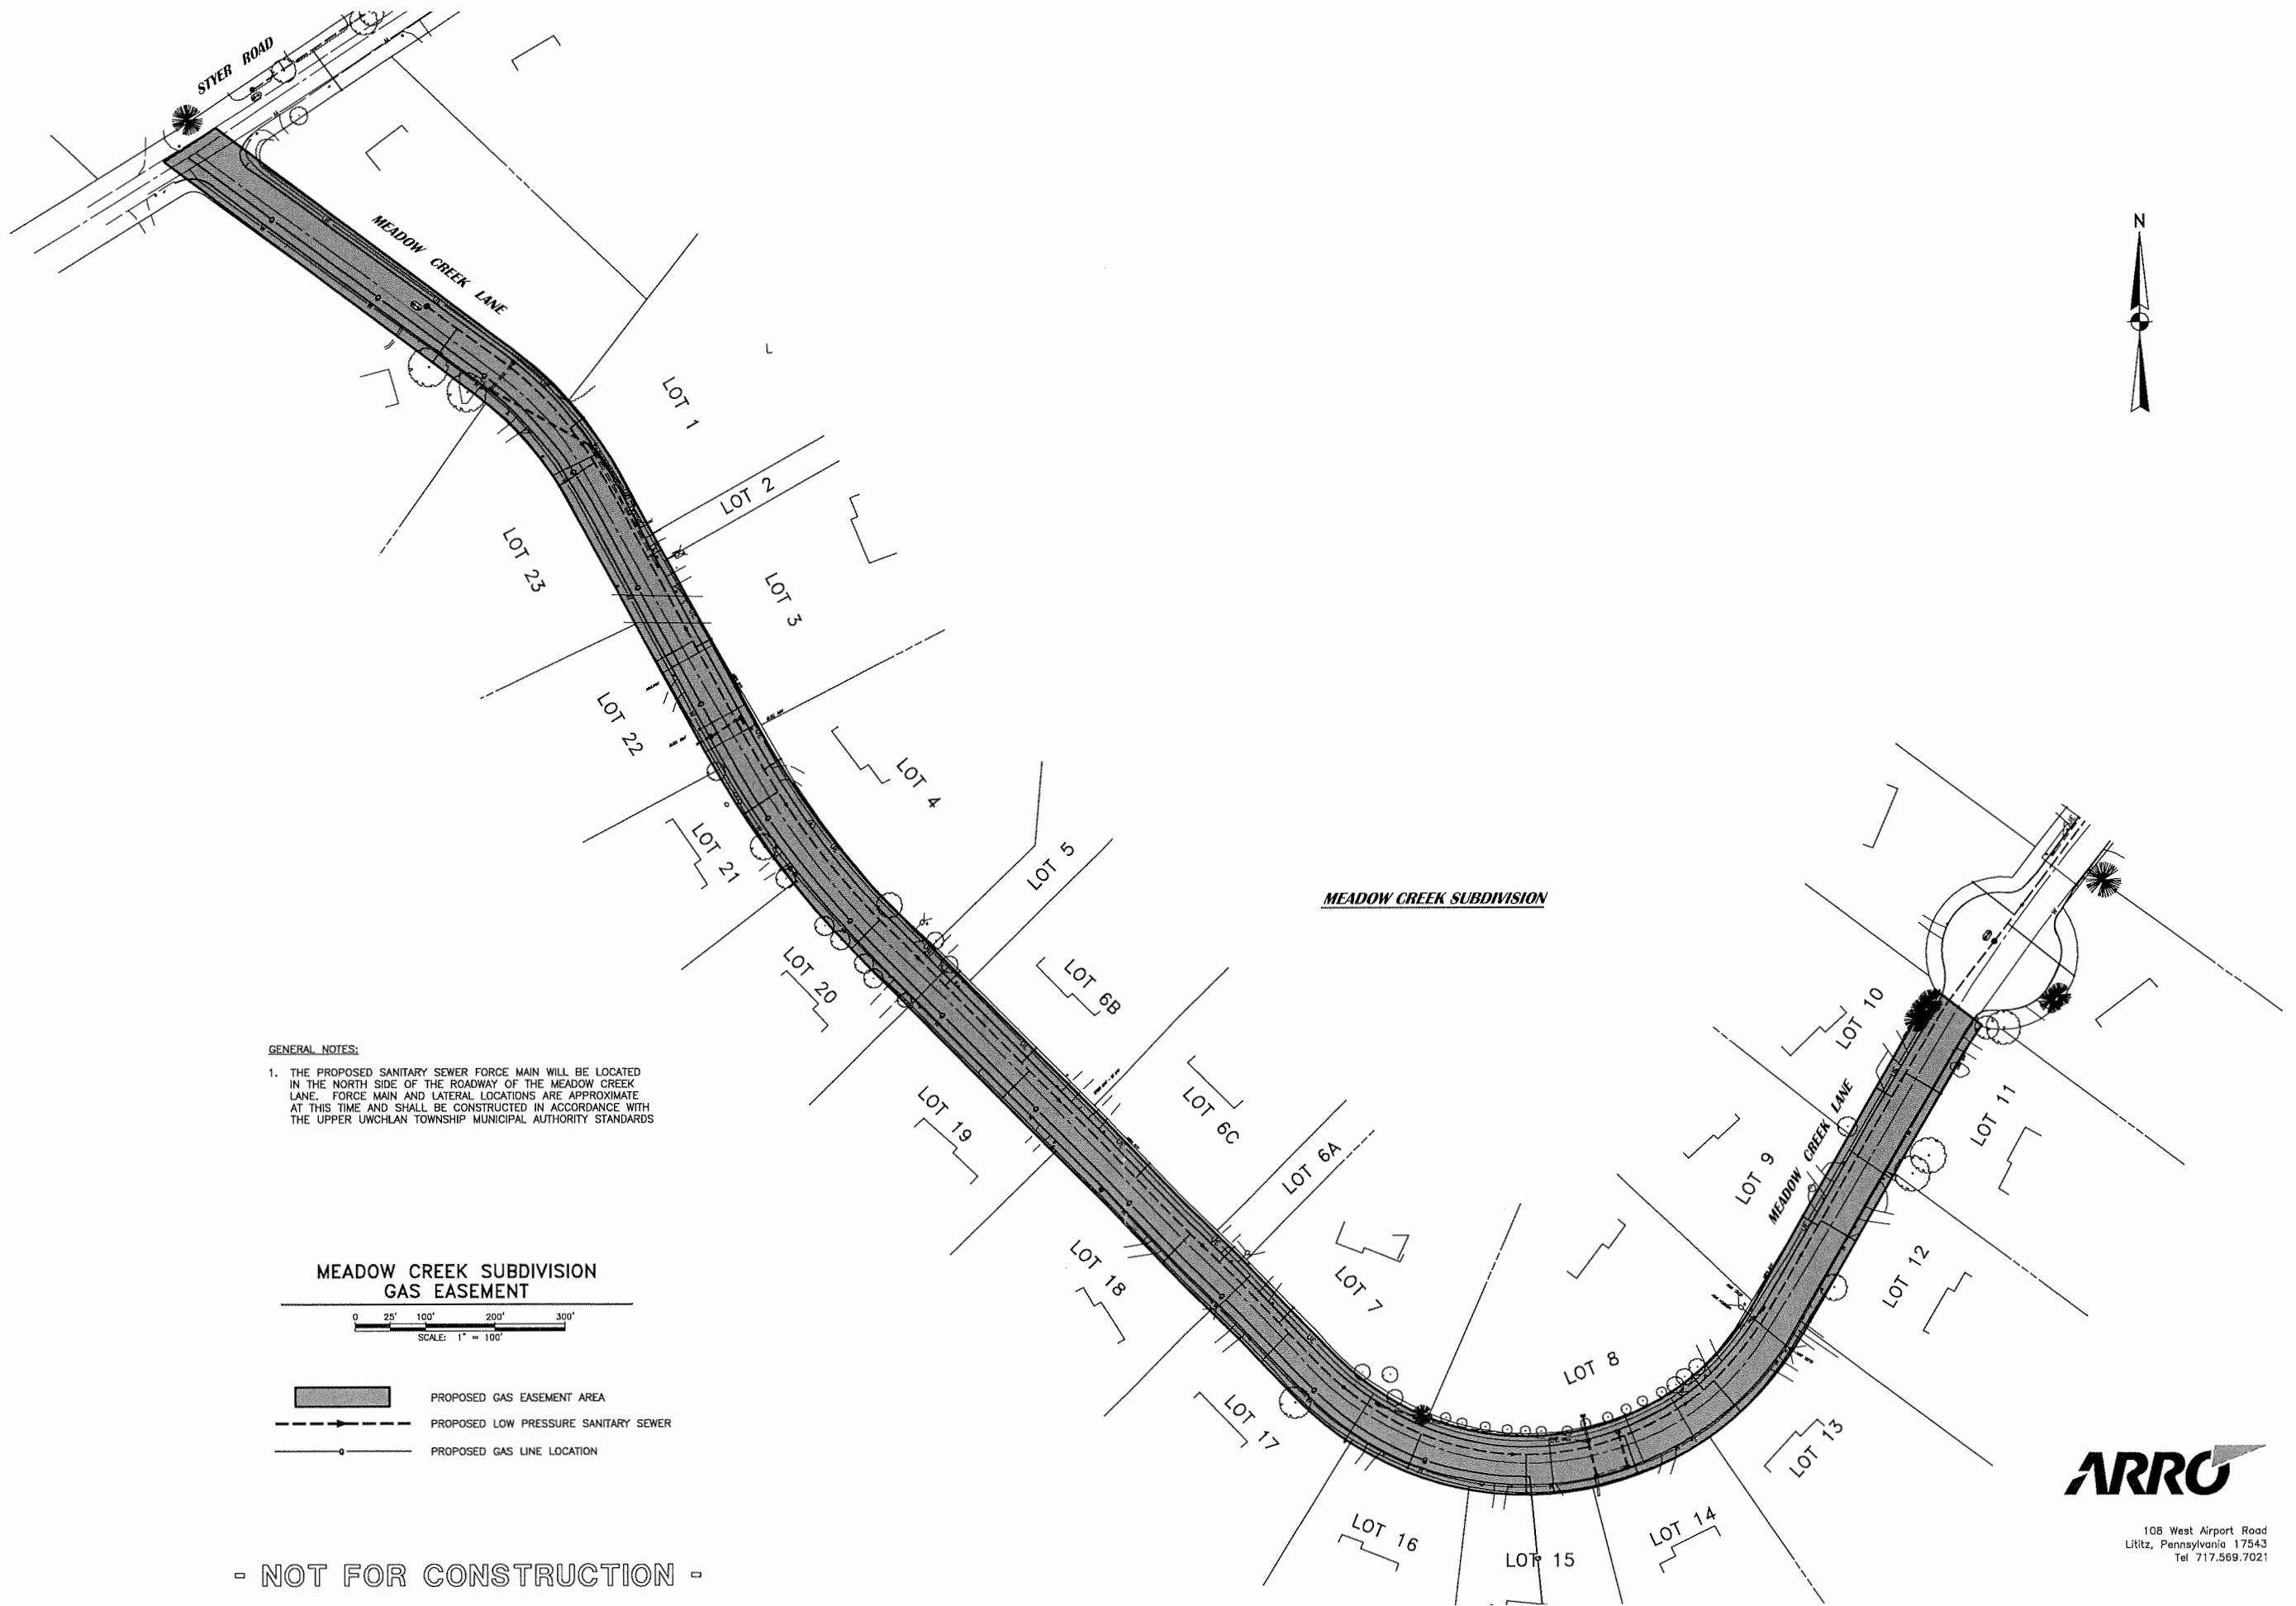 STYER ROAD
N
MEADOW CREEK LANE
LOT 1
LOT 2
LOT 23
LOT 3
LOT 22
LOT 4
LOT 21
LOT 5
MEADOW CREEK SUBDIVISION
LOT 20
LOT 6B
LOT 10
LOT 19
LOT 6C
LOT 11
LOT 6A
LOT 9
MEADOW CREEK LANE
LOT 18
LOT 7
LOT 12
LOT 8
LOT 17
LOT 13
LOT 16
LOT 15
LOT 14
GENERAL NOTES:
1. THE PROPOSED SANITARY SEWER FORCE MAIN WILL BE LOCATED
IN THE NORTH SIDE OF THE ROADWAY OF THE MEADOW CREEK
LANE. FORCE MAIN AND LATERAL LOCATIONS ARE APPROXIMATE
AT THIS TIME AND SHALL BE CONSTRUCTED IN ACCORDANCE WITH
THE UPPER UWCHLAN TOWNSHIP MUNICIPAL AUTHORITY STANDARDS
MEADOW CREEK SUBDIVISION
GAS EASEMENT
0 25' 100' 200' 300'
SCALE: 1" = 100'
PROPOSED GAS EASEMENT AREA
PROPOSED LOW PRESSURE SANITARY SEWER
G PROPOSED GAS LINE LOCATION
- NOT FOR CONSTRUCTION -
ARRO
108 West Airport Road
Lititz, Pennsylvania 17543
Tel 717.569.7021